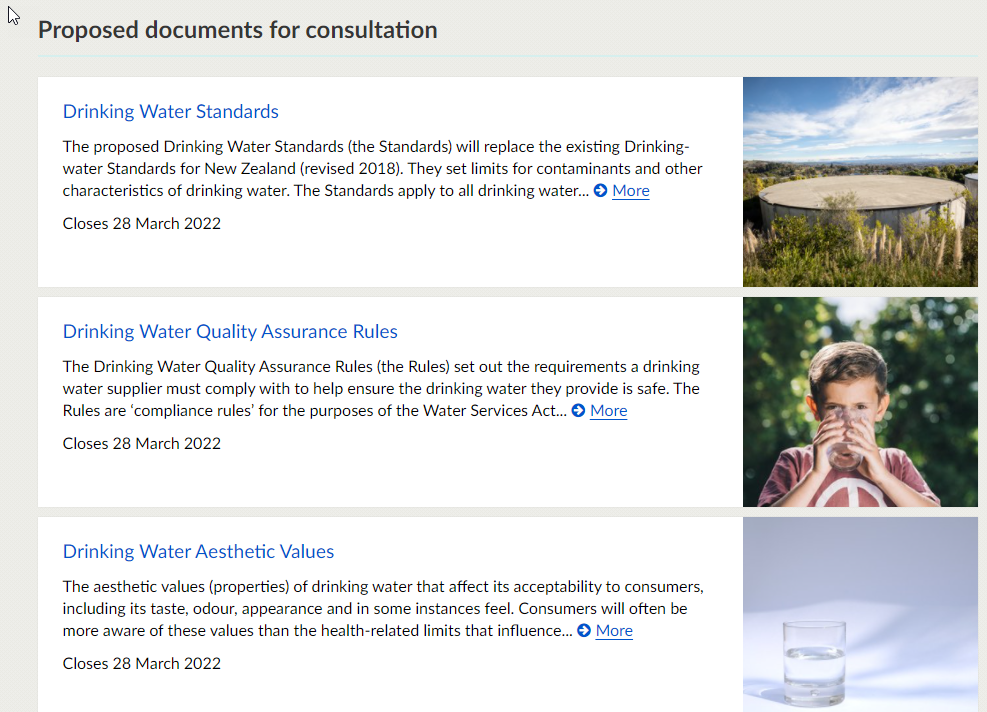 Proposed documents for consultation
Drinking Water Standards
The proposed Drinking Water Standards (the Standards) will replace the existing Drinking-
water Standards for New Zealand (revised 2018). They set limits for contaminants and other
characteristics of drinking water. The Standards apply to all drinking water... More
Closes 28 March 2022
Drinking Water Quality Assurance Rules
The Drinking Water Quality Assurance Rules (the Rules) set out the requirements a drinking
water supplier must comply with to help ensure the drinking water they provide is safe. The
Rules are ‘compliance rules’ for the purposes of the Water Services Act... More
Closes 28 March 2022
Drinking Water Aesthetic Values
The aesthetic values (properties) of drinking water that affect its acceptability to consumers,
including its taste, odour, appearance and in some instances feel. Consumers will often be
more aware of these values than the health-related limits that influence... More
Closes 28 March 2022